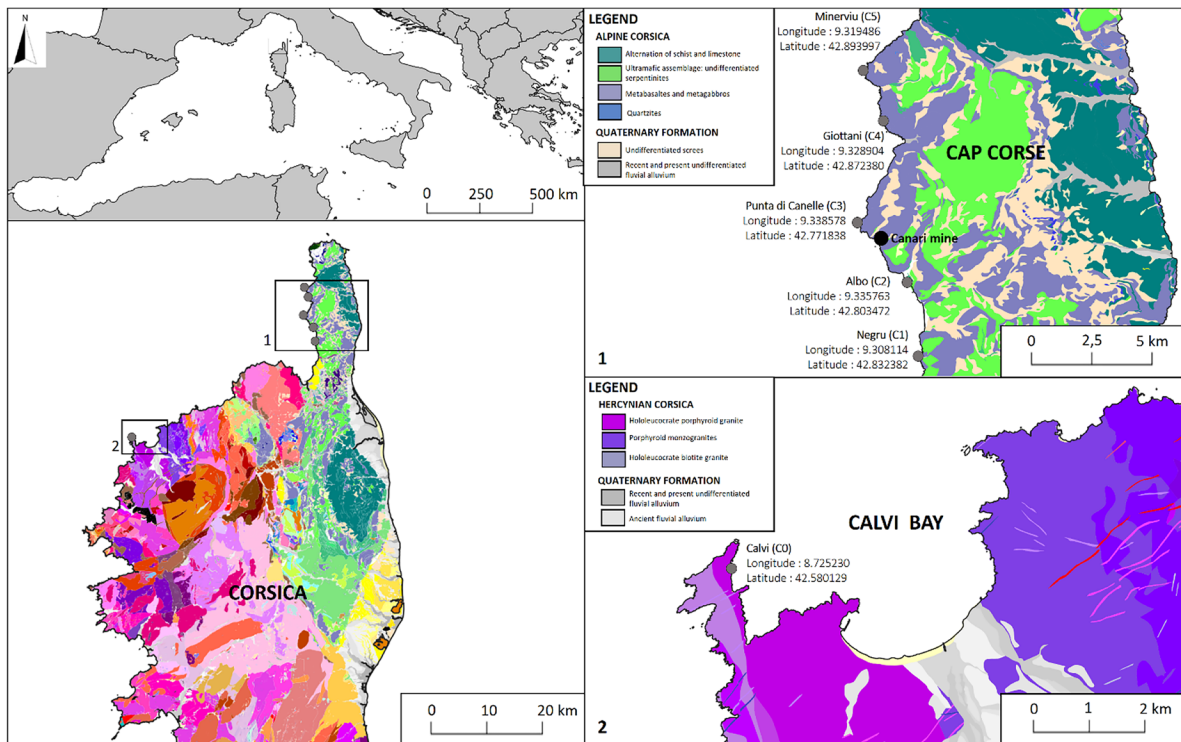 N
0 250 500 km
1
2
CORSICA
0 10 20 km
LEGEND
ALPINE CORSICA
Alternation of schist and limestone
Ultramafic assamblage: undifferentiated
serpentinites
Metabasaltes and metagabbros
Quartzites
QUATERNARY FORMATION
Undifferentiated screes
Recent and present undifferentiated
fluvial alluvium
Minerviu (C5)
Longitude : 9.319486
Latitude : 42.893997
Giottani (C4)
Longitude : 9.328904
Latitude : 42.872380
CAP CORSE
Punta di Canelle (C3)
Longitude : 9.338578
Latitude : 42.771838
Canari mine
Albo (C2)
Longitude : 9.335763
Latitude : 42.803472
Negru (C1)
Longitude : 9.308114
Latitude : 42.832382
0 2,5 5 km
1
LEGEND
HERCYNIAN CORSICA
Hololeucocrate porphyroid granite
Porphyroid monzogranites
Hololeucocrate biotite granite
QUATERNARY FORMATION
Recent and present undifferentiated
fluvial alluvium
Ancient fluvial alluvium
CALVI BAY
Calvi (C0)
Longitude : 8.725230
Latitude : 42.580129
0 1 2 km
2